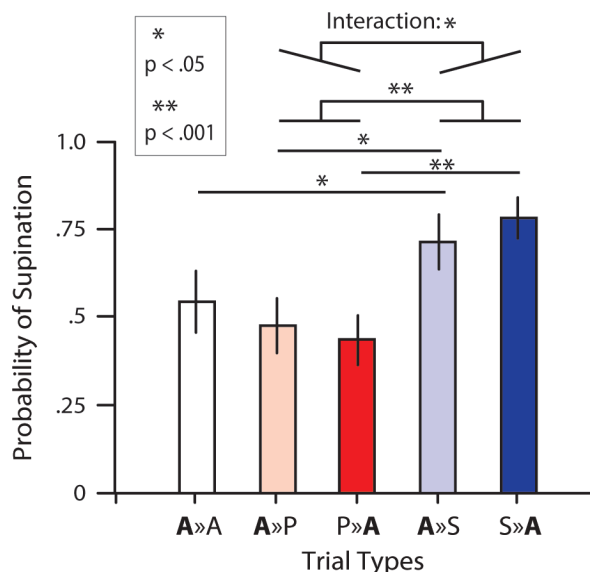 Interaction: *
*
p < .05
**
p < .001
**
*
**
*
1.0
.75
.5
.25
0
Probability of Supination
A»A A»P P»A A»S S»A
Trial Types